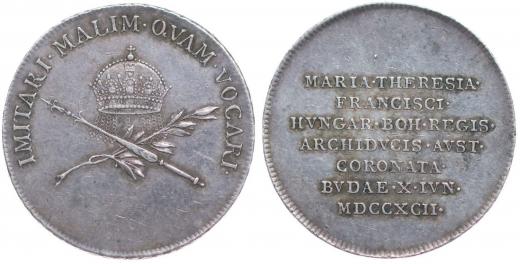 IMITARI·MALIM·QVAM·VOCARI·
MARIA·THERESIA·
FRANCISCI·
HVNGAR·BOH·REGIS·
ARCHIDVCIS·AVST·
CORONATA·
BVDAE·X·IVN·
MDCCXCII·